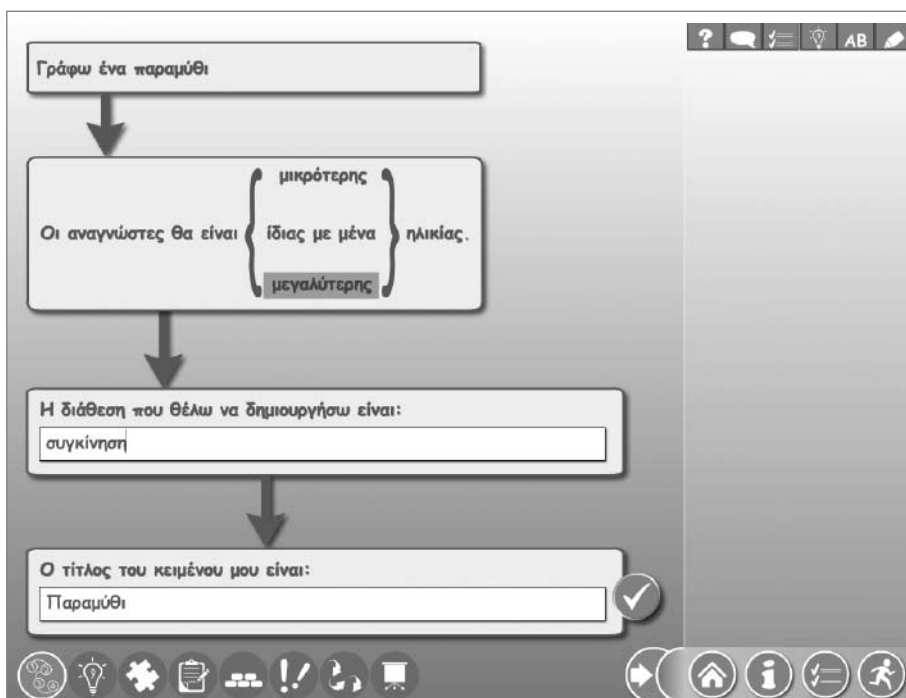 ? AB
Γράφω ένα παραμύθι
μικρότερης
Οι αναγνώστες θα είναι ίδιας με μένα ηλικίας.
μεγαλύτερης
Η διάθεση που θέλω να δημιουργήσω είναι:
συγκίνηση
Ο τίτλος του κειμένου μου είναι:
Παραμύθι